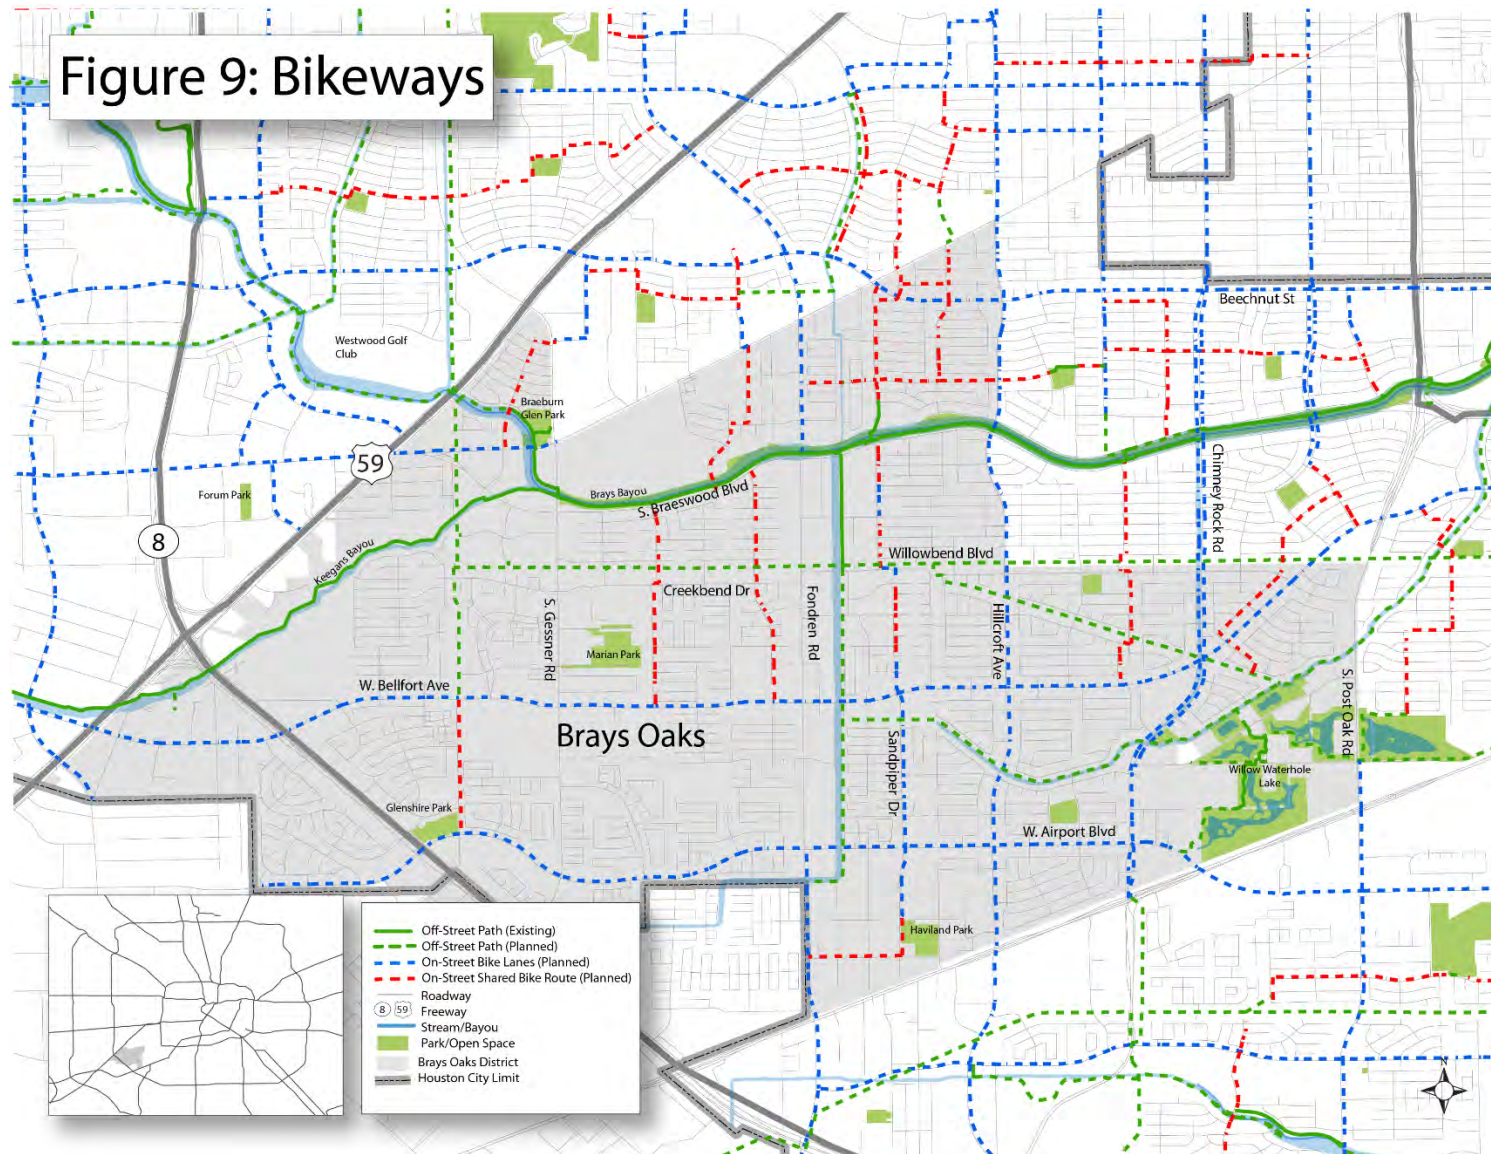 Figure 9: Bikeways
Beechnut St
Westwood Golf
Club
Braeburn
Glen Park
59
Chimney Rock Rd
Forum Park
Brays Bayou
S. Braeswood Blvd
8
Keegans Bayou
Willowbend Blvd
Creekbend Dr
S. Gessner Rd
Fondren Rd
Hillcroft Ave
Marian Park
W. Bellfort Ave
S. Post Oak Rd
Brays Oaks
Sandpiper Dr
Willow Waterhole
Lake
Glenshire Park
W. Airport Blvd
Haviland Park
Off-Street Path (Existing)
Off-Street Path (Planned)
On-Street Bike Lanes (Planned)
On-Street Shared Bike Route (Planned)
Roadway
8 59 Freeway
Stream/Bayou
Park/Open Space
Brays Oaks District
Houston City Limit
N